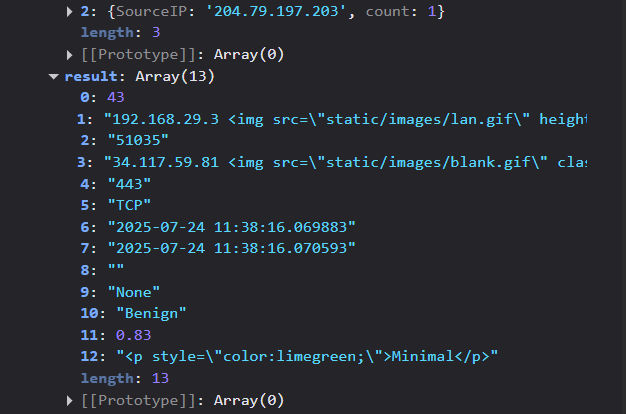 2: {SourceIP: '204.79.197.203', count: 1}
length: 3
[[Prototype]]: Array(0)
result: Array(13)
0: 43
1: "192.168.29.3 <img src=\"static/images/lan.gif\" height
2: "51035"
3: "34.117.59.81 <img src=\"static/images/blank.gif\" clas
4: "443"
5: "TCP"
6: "2025-07-24 11:38:16.069883"
7: "2025-07-24 11:38:16.070593"
8: ""
9: "None"
10: "Benign"
11: 0.83
12: "<p style=\"color:limegreen;\">Minimal</p>"
length: 13
[[Prototype]]: Array(0)